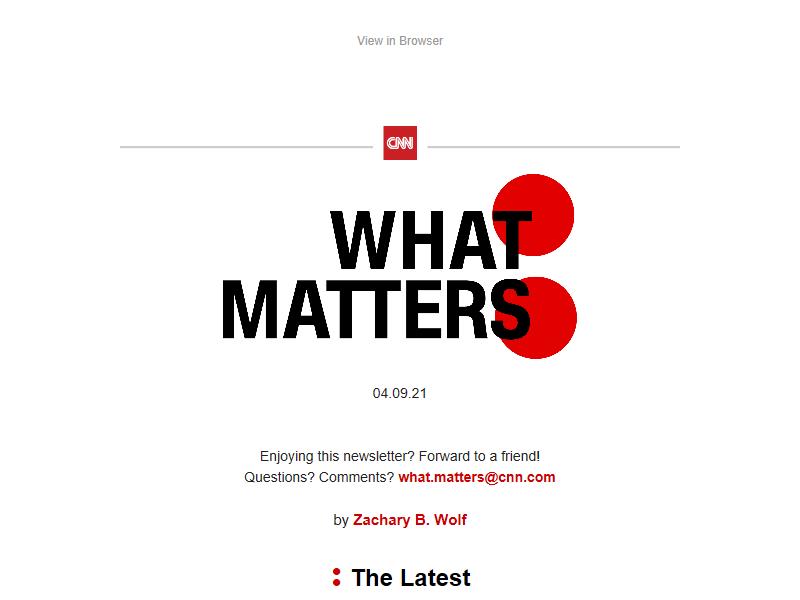 View in Browser
CNN
WHAT
MATTERS
04.09.21
Enjoying this newsletter? Forward to a friend!
Questions? Comments? what.matters@cnn.com
by Zachary B. Wolf
The Latest